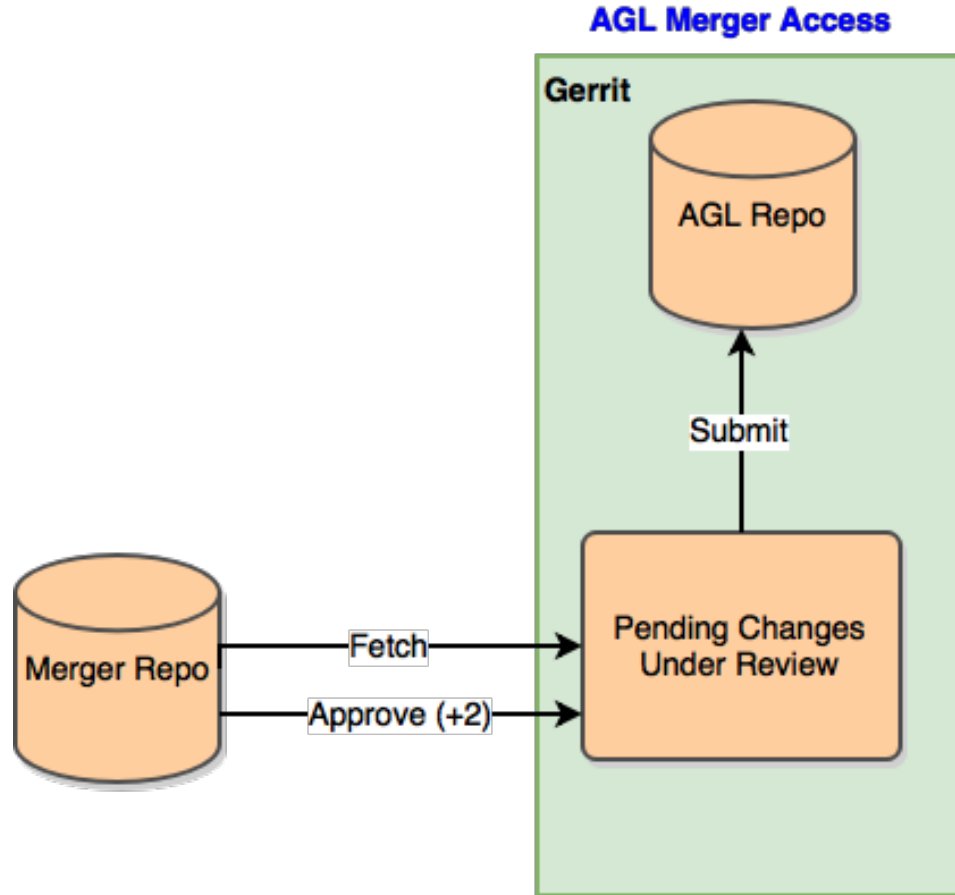 AGL Merger Access
Gerrit
AGL Repo
Submit
Pending Changes
Under Review
Merger Repo
Fetch
Approve (+2)